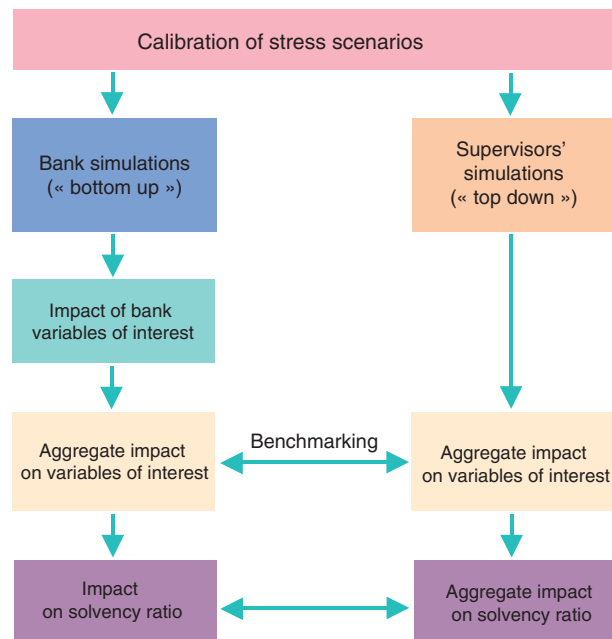 Calibration of stress scenarios
Bank simulations
(« bottom up »)
Supervisors’
simulations
(« top down »)
Impact of bank
variables of interest
Aggregate impact
on variables of interest
Benchmarking
Aggregate impact
on variables of interest
Impact
on solvency ratio
Aggregate impact
on solvency ratio